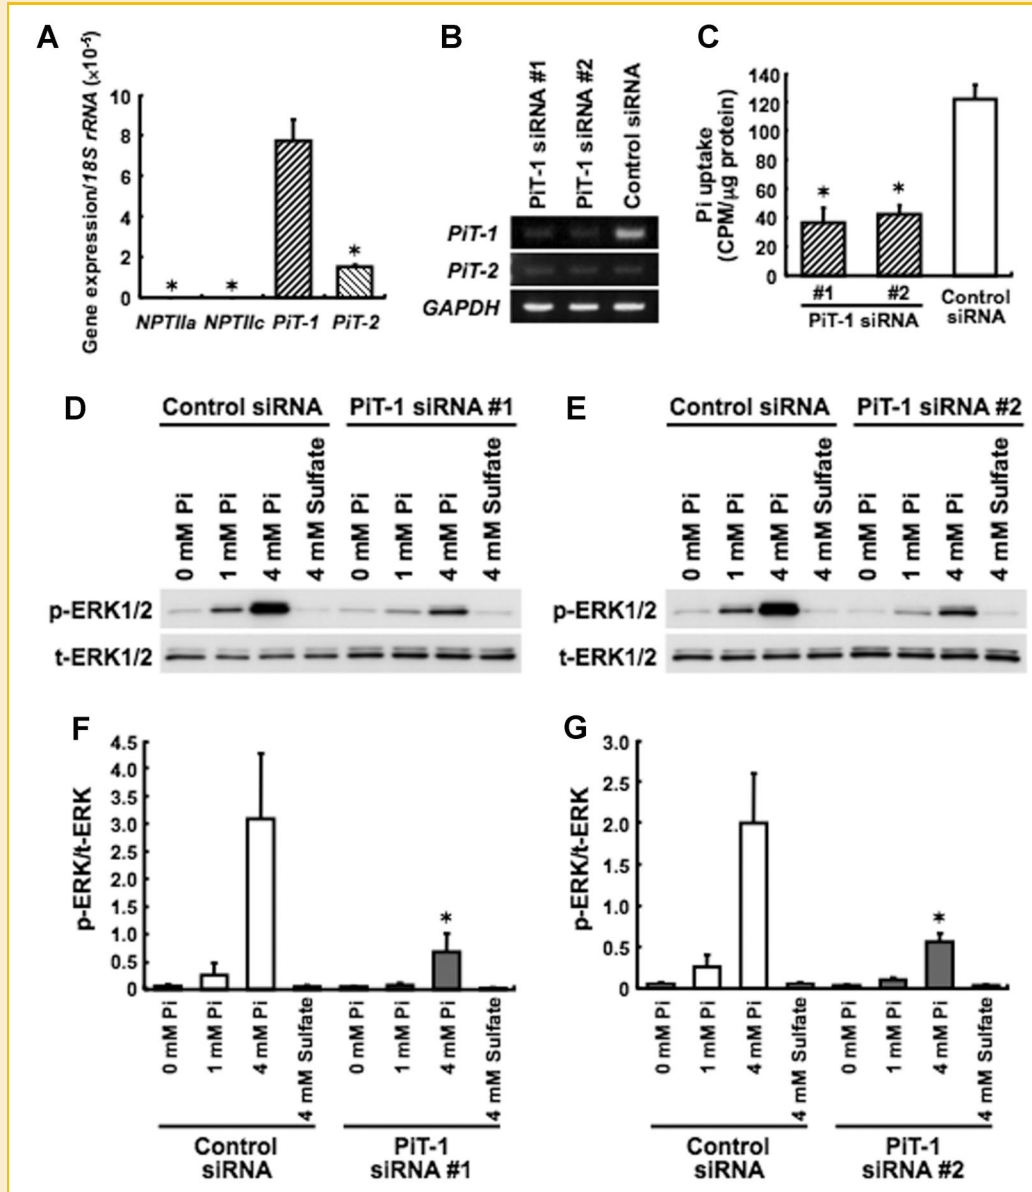 A
Gene expression/18S rRNA (×10⁻⁵)
10
8
6
4
2
0
*
*
*
NPTIIa NPTIIc PiT-1 PiT-2
B
PiT-1 siRNA #1
PiT-1 siRNA #2
Control siRNA
PiT-1
PiT-2
GAPDH
C
Pi uptake
(CPM/µg protein)
140
120
100
80
60
40
20
0
*
*
#1 #2
PiT-1 siRNA
Control
siRNA
D
Control siRNA PiT-1 siRNA #1
0 mM Pi
1 mM Pi
4 mM Pi
4 mM Sulfate
0 mM Pi
1 mM Pi
4 mM Pi
4 mM Sulfate
p-ERK1/2
t-ERK1/2
E
Control siRNA PiT-1 siRNA #2
0 mM Pi
1 mM Pi
4 mM Pi
4 mM Sulfate
0 mM Pi
1 mM Pi
4 mM Pi
4 mM Sulfate
p-ERK1/2
t-ERK1/2
F
p-ERK/t-ERK
4.5
4.0
3.5
3.0
2.5
2.0
1.5
1.0
0.5
0
*
0 mM Pi
1 mM Pi
4 mM Pi
4 mM Sulfate
0 mM Pi
1 mM Pi
4 mM Pi
4 mM Sulfate
Control
siRNA
PiT-1
siRNA #1
G
p-ERK/t-ERK
3.0
2.5
2.0
1.5
1.0
0.5
0
*
0 mM Pi
1 mM Pi
4 mM Pi
4 mM Sulfate
0 mM Pi
1 mM Pi
4 mM Pi
4 mM Sulfate
Control
siRNA
PiT-1
siRNA #2